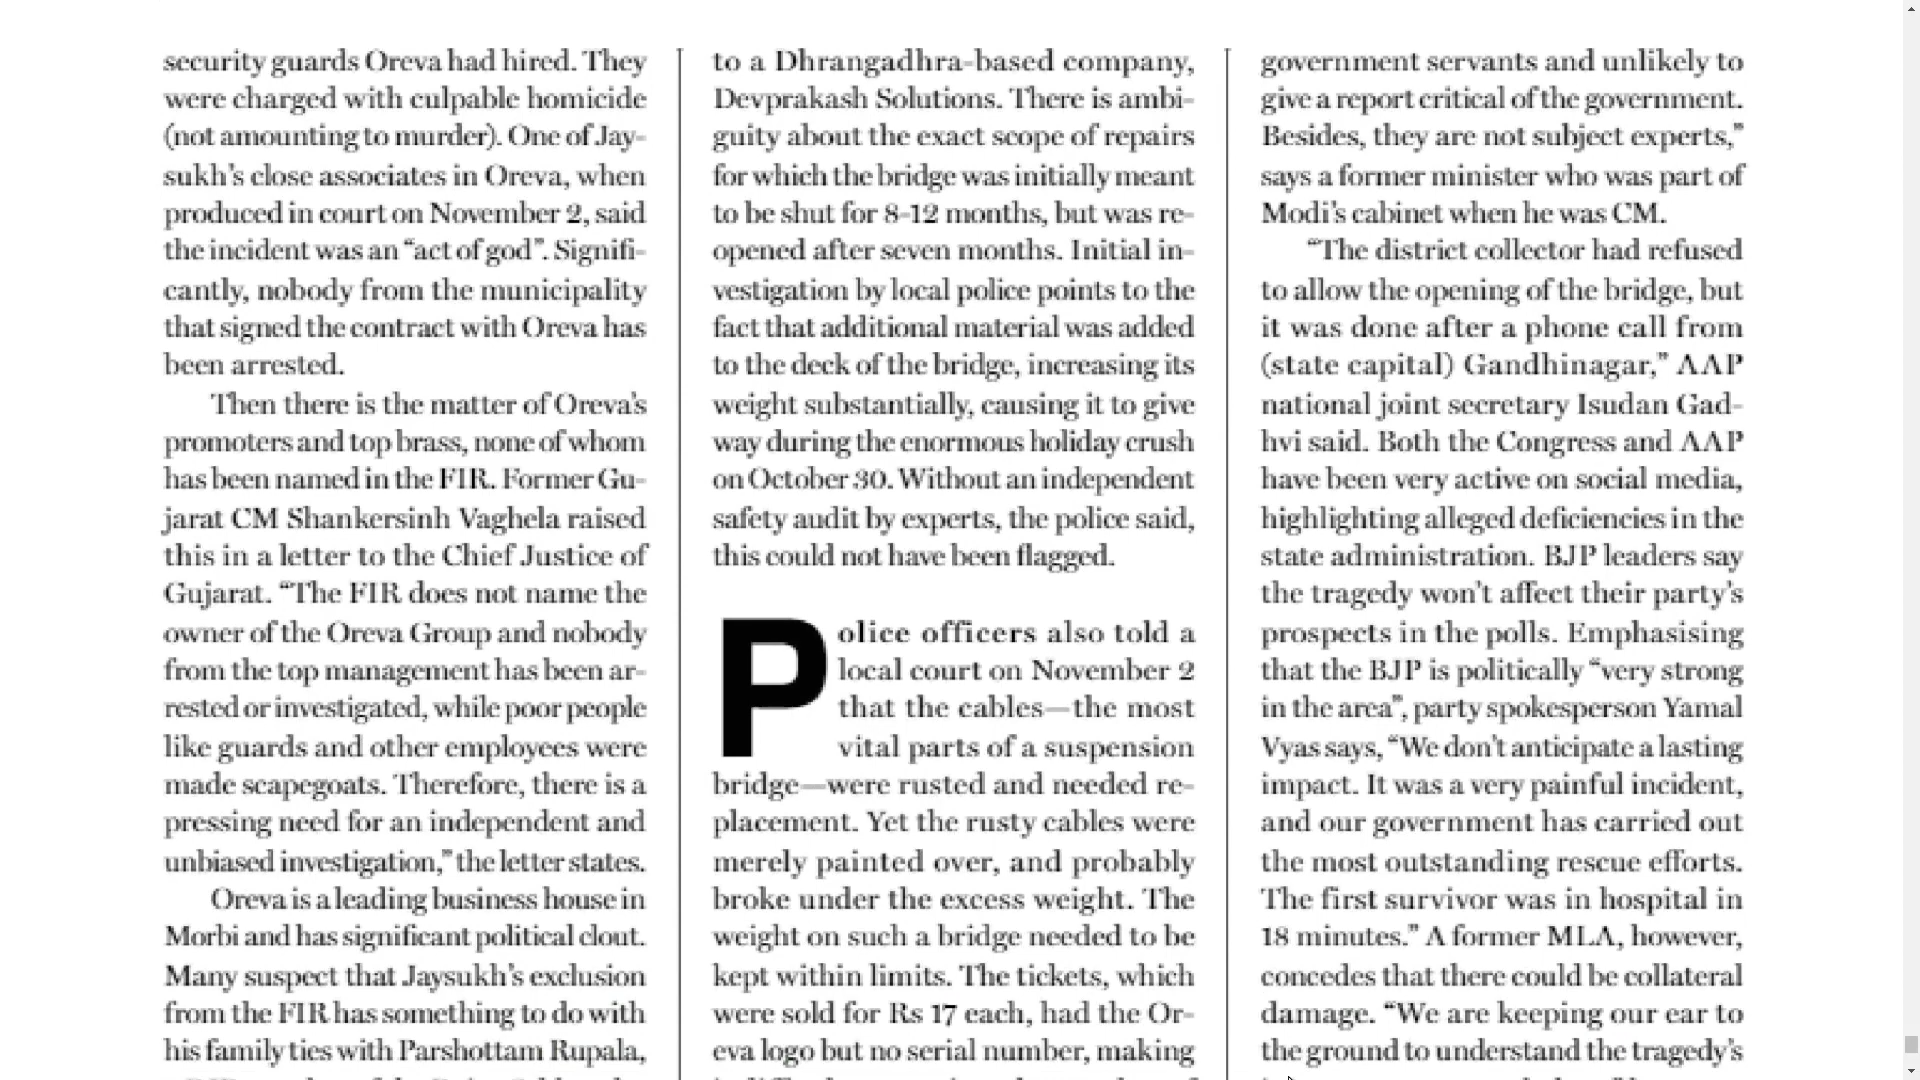 security guards Oreva had hired. They
were charged with culpable homicide
(not amounting to murder). One of Jay-
sukh's close associates in Oreva, when
produced in court on November 2, said
the incident was an “act of god”. Signifi-
cantly, nobody from the municipality
that signed the contract with Oreva has
been arrested.
Then there is the matter of Oreva's
promoters and top brass, none of whom
has been named in the FIR. Former Gu-
jarat CM Shankersinh Vaghela raised
this in a letter to the Chief Justice of
Gujarat. “The FIR does not name the
owner of the Oreva Group and nobody
from the top management has been ar-
rested or investigated, while poor people
like guards and other employees were
made scapegoats. Therefore, there is a
pressing need for an independent and
unbiased investigation,” the letter states.
Oreva is a leading business house in
Morbi and has significant political clout.
Many suspect that Jaysukh's exclusion
from the FIR has something to do with
his family ties with Parshottam Rupala,
to a Dhrangadhra-based company,
Devprakash Solutions. There is ambi-
guity about the exact scope of repairs
for which the bridge was initially meant
to be shut for 8-12 months, but was re-
opened after seven months. Initial in-
vestigation by local police points to the
fact that additional material was added
to the deck of the bridge, increasing its
weight substantially, causing it to give
way during the enormous holiday crush
on October 30. Without an independent
safety audit by experts, the police said,
this could not have been flagged.
Police officers also told a
local court on November 2
that the cables—the most
vital parts of a suspension
bridge—were rusted and needed re-
placement. Yet the rusty cables were
merely painted over, and probably
broke under the excess weight. The
weight on such a bridge needed to be
kept within limits. The tickets, which
were sold for Rs 17 each, had the Or-
eva logo but no serial number, making
government servants and unlikely to
give a report critical of the government.
Besides, they are not subject experts,”
says a former minister who was part of
Modi's cabinet when he was CM.
“The district collector had refused
to allow the opening of the bridge, but
it was done after a phone call from
(state capital) Gandhinagar,” AAP
national joint secretary Isudan Gad-
hvi said. Both the Congress and AAP
have been very active on social media,
highlighting alleged deficiencies in the
state administration. BJP leaders say
the tragedy won't affect their party's
prospects in the polls. Emphasising
that the BJP is politically “very strong
in the area”, party spokesperson Yamal
Vyas says, “We don't anticipate a lasting
impact. It was a very painful incident,
and our government has carried out
the most outstanding rescue efforts.
The first survivor was in hospital in
18 minutes.” A former MLA, however,
concedes that there could be collateral
damage. “We are keeping our ear to
the ground to understand the tragedy's